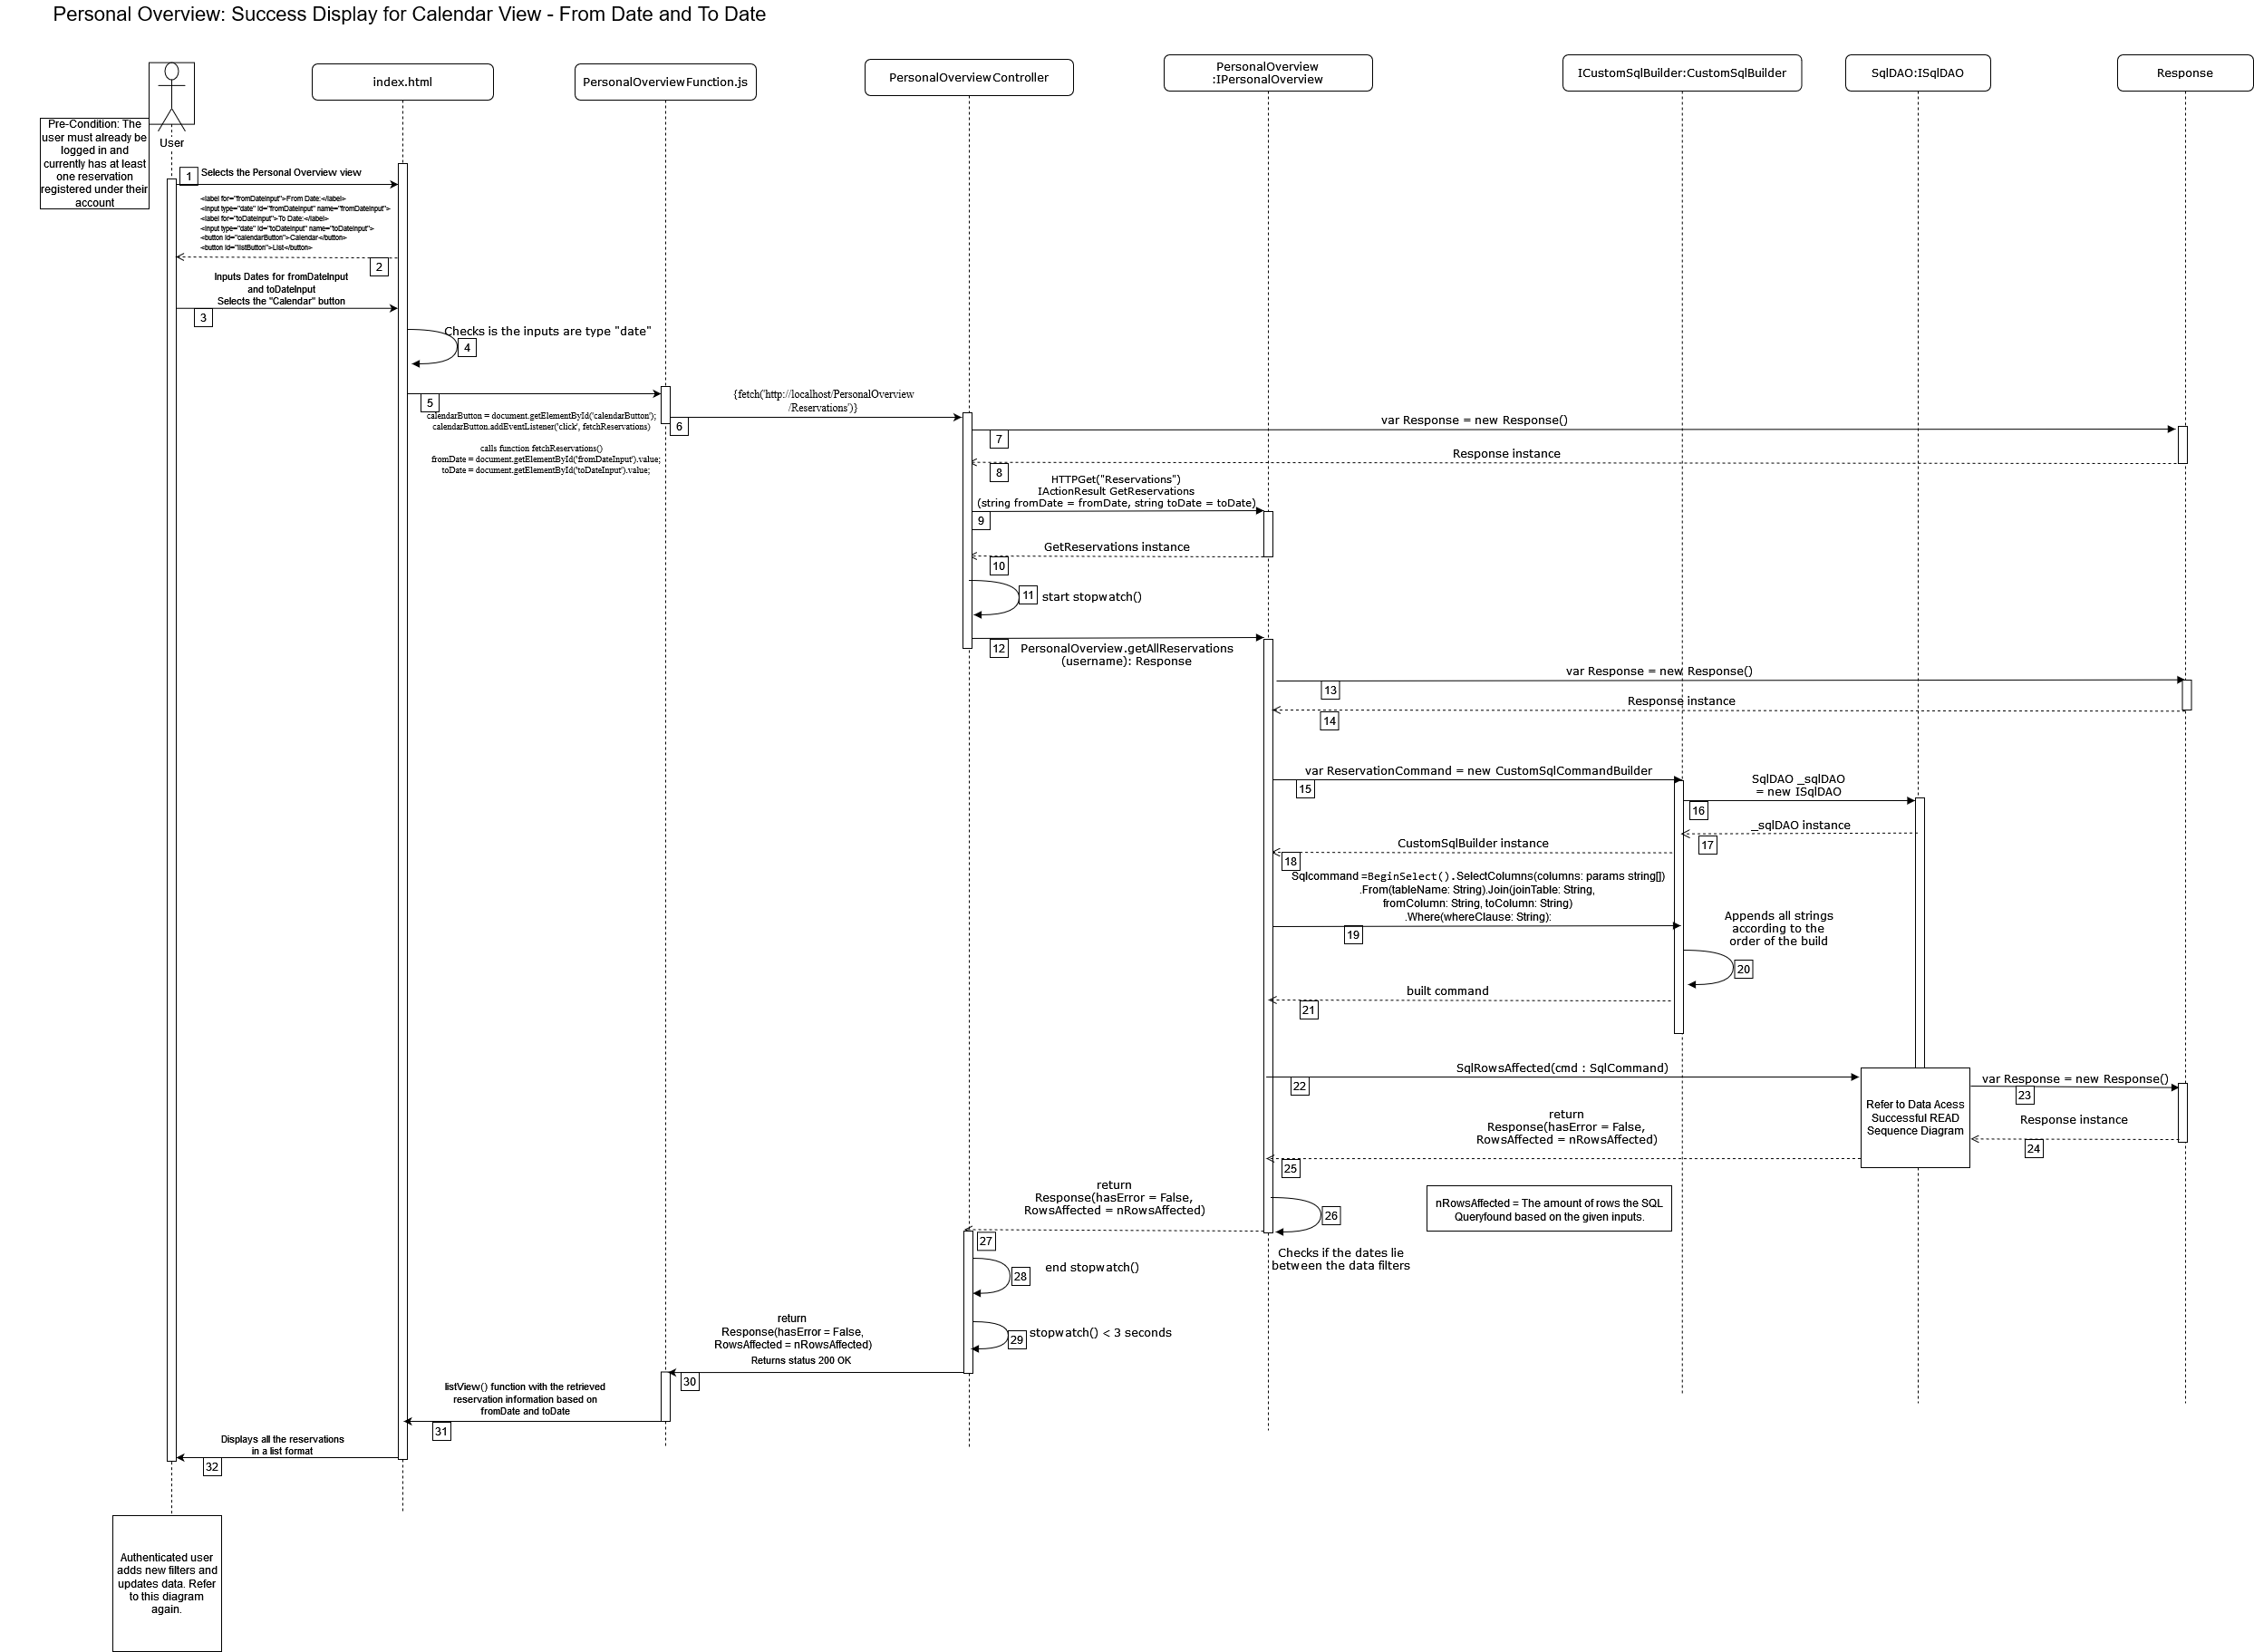 Personal Overview: Success Display for Calendar View - From Date and To Date
index.html
PersonalOverviewFunction.js
PersonalOverviewController
PersonalOverview
:IPersonalOverview
ICustomSqlBuilder:CustomSqlBuilder
SqlDAO:ISqlDAO
Response
User
Pre-Condition: The
user must already be
logged in and
currently has at least
one reservation
registered under their
account
1
Selects the Personal Overview view
<label for="fromDateInput">From Date:</label>
<input type="date" id="fromDateInput" name="fromDateInput">
<label for="toDateInput">To Date:</label>
<input type="date" id="toDateInput" name="toDateInput">
<button id="calendarButton">Calendar</button>
<button id="listButton">List</button>
2
Inputs Dates for fromDateInput
and toDateInput
Selects the "Calendar" button
3
Checks is the inputs are type "date"
4
5
calendarButton = document.getElementById('calendarButton');
calendarButton.addEventListener('click', fetchReservations)
calls function fetchReservations()
fromDate = document.getElementById('fromDateInput').value;
toDate = document.getElementById('toDateInput').value;
{fetch('http://localhost/PersonalOverview
/Reservations')}
6
var Response = new Response()
7
Response instance
8
HTTPGet("Reservations")
IActionResult GetReservations
(string fromDate = fromDate, string toDate = toDate)
9
GetReservations instance
10
11
start stopwatch()
12
PersonalOverview.getAllReservations
(username): Response
var Response = new Response()
13
Response instance
14
var ReservationCommand = new CustomSqlCommandBuilder
15
SqlDAO _sqlDAO
= new ISqlDAO
16
_sqlDAO instance
17
CustomSqlBuilder instance
18
Sqlcommand =BeginSelect().SelectColumns(columns: params string[])
.From(tableName: String).Join(joinTable: String,
fromColumn: String, toColumn: String)
.Where(whereClause: String):
19
Appends all strings
according to the
order of the build
20
built command
21
SqlRowsAffected(cmd : SqlCommand)
22
Refer to Data Acess
Successful READ
Sequence Diagram
var Response = new Response()
23
Response instance
24
return
Response(hasError = False,
RowsAffected = nRowsAffected)
25
nRowsAffected = The amount of rows the SQL
Queryfound based on the given inputs.
26
Checks if the dates lie
between the data filters
return
Response(hasError = False,
RowsAffected = nRowsAffected)
27
28
end stopwatch()
29
stopwatch() < 3 seconds
return
Response(hasError = False,
RowsAffected = nRowsAffected)
Returns status 200 OK
30
listView() function with the retrieved
reservation information based on
fromDate and toDate
31
Displays all the reservations
in a list format
32
Authenticated user
adds new filters and
updates data. Refer
to this diagram
again.